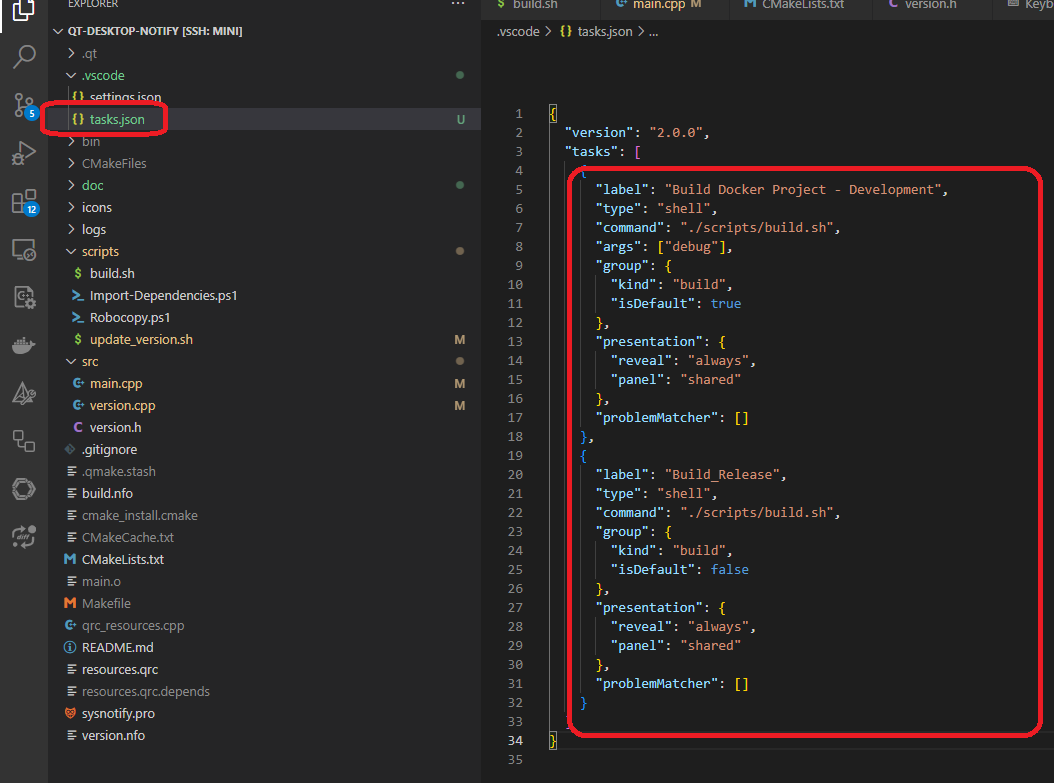 EXPLORER
...
QT-DESKTOP-NOTIFY [SSH: MINI]
.qt
.vscode
settings.json
tasks.json U
bin
CMakeFiles
doc
icons
logs
scripts
build.sh
Import-Dependencies.ps1
Robocopy.ps1
update_version.sh M
src
main.cpp M
version.cpp M
version.h
.gitignore
.qmake.stash
build.nfo
cmake_install.cmake
CMakeCache.txt
CMakeLists.txt
main.o
Makefile
qrc_resources.cpp
README.md
resources.qrc
resources.qrc.depends
sysnotify.pro
version.nfo
5
12
build.sh main.cpp M CMakeLists.txt version.h Keyb
.vscode > {} tasks.json > ...
1 {
2 "version": "2.0.0",
3 "tasks": [
4 {
5 "label": "Build Docker Project - Development",
6 "type": "shell",
7 "command": "./scripts/build.sh",
8 "args": ["debug"],
9 "group": {
10 "kind": "build",
11 "isDefault": true
12 },
13 "presentation": {
14 "reveal": "always",
15 "panel": "shared"
16 },
17 "problemMatcher": []
18 },
19 {
20 "label": "Build_Release",
21 "type": "shell",
22 "command": "./scripts/build.sh",
23 "group": {
24 "kind": "build",
25 "isDefault": false
26 },
27 "presentation": {
28 "reveal": "always",
29 "panel": "shared"
30 },
31 "problemMatcher": []
32 }
33
34 }
35